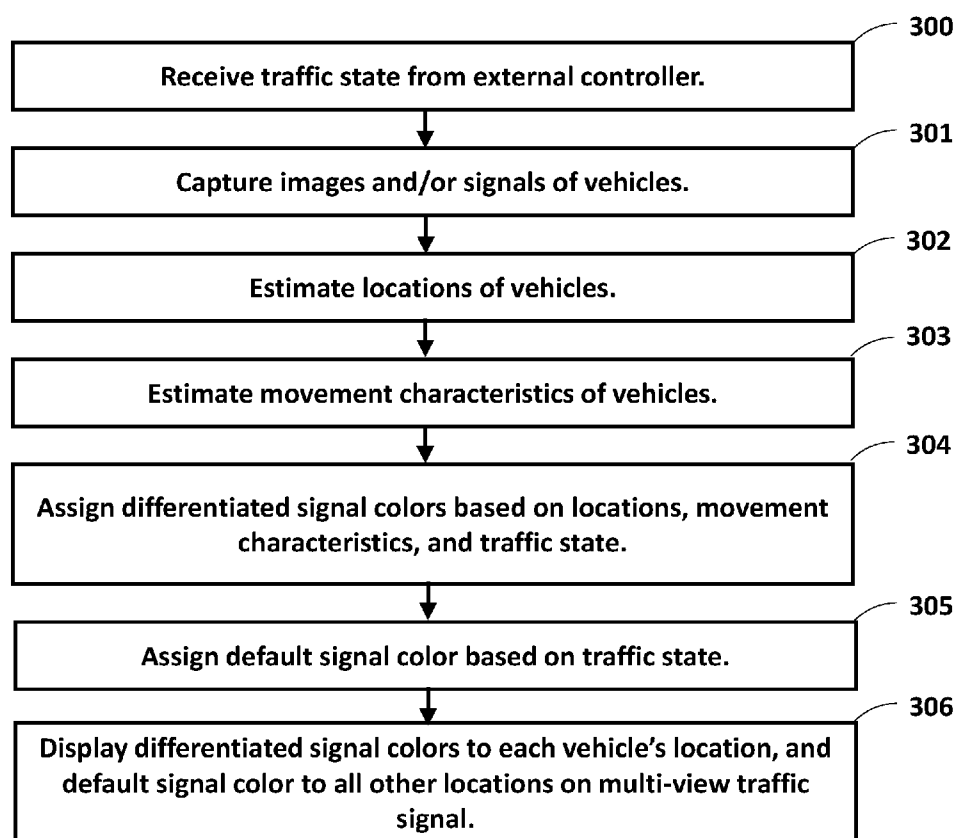 300
Receive traffic state from external controller.
301
Capture images and/or signals of vehicles.
302
Estimate locations of vehicles.
303
Estimate movement characteristics of vehicles.
304
Assign differentiated signal colors based on locations, movement
characteristics, and traffic state.
305
Assign default signal color based on traffic state.
306
Display differentiated signal colors to each vehicle’s location, and
default signal color to all other locations on multi-view traffic
signal.